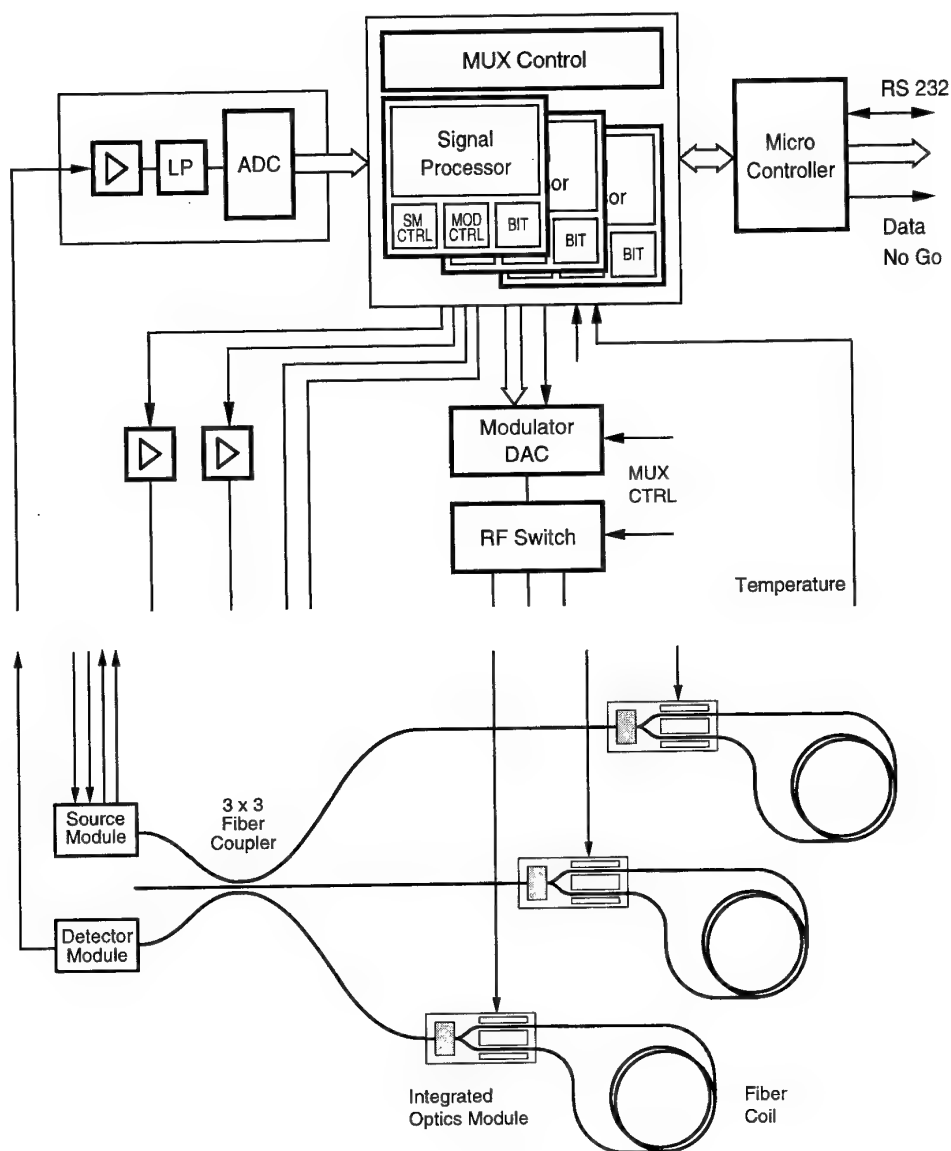 MUX Control
RS 232
Signal
Processor
LP
ADC
Micro
Controller
sor
sor
SM
CTRL
MOD
CTRL
BIT
BIT
BIT
Data
No Go
Modulator
DAC
MUX
CTRL
RF Switch
Temperature
3 x 3
Fiber
Coupler
Source
Module
Detector
Module
Integrated
Optics Module
Fiber
Coil